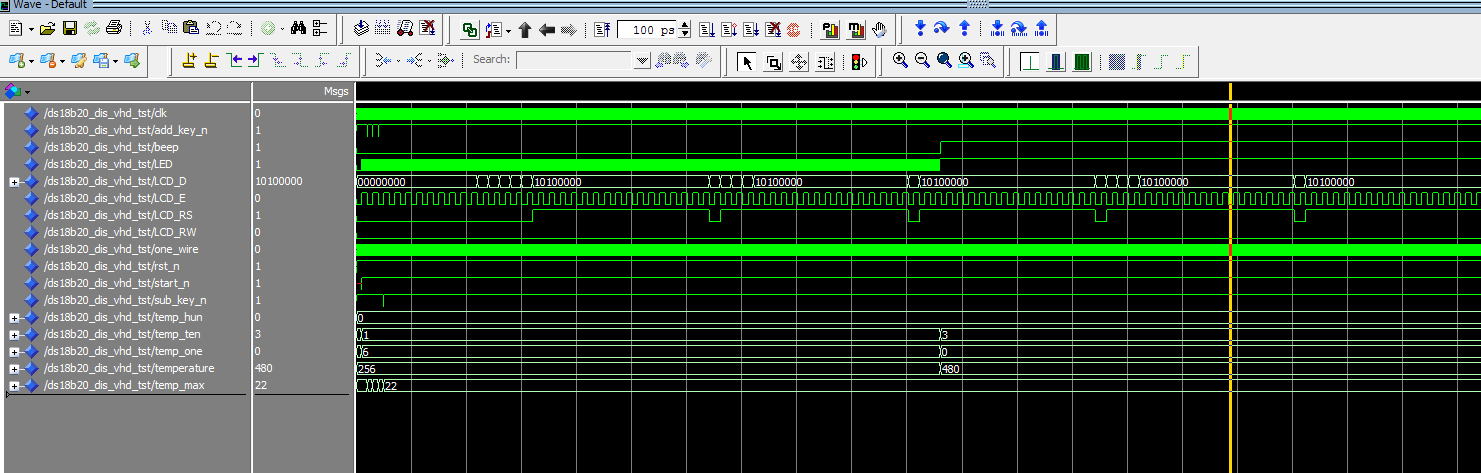 Wave - Default
100 ps
Search:
Msgs
/ds18b20_dis_vhd_tst/clk 0
/ds18b20_dis_vhd_tst/add_key_n 1
/ds18b20_dis_vhd_tst/beep 1
/ds18b20_dis_vhd_tst/LED 1
/ds18b20_dis_vhd_tst/LCD_D 10100000 00000000 10100000 10100000 10100000 10100000 10100000
/ds18b20_dis_vhd_tst/LCD_E 0
/ds18b20_dis_vhd_tst/LCD_RS 1
/ds18b20_dis_vhd_tst/LCD_RW 0
/ds18b20_dis_vhd_tst/one_wire 0
/ds18b20_dis_vhd_tst/rst_n 1
/ds18b20_dis_vhd_tst/start_n 1
/ds18b20_dis_vhd_tst/sub_key_n 1
/ds18b20_dis_vhd_tst/temp_hun 0 0
/ds18b20_dis_vhd_tst/temp_ten 3 1 3
/ds18b20_dis_vhd_tst/temp_one 0 6 0
/ds18b20_dis_vhd_tst/temperature 480 256 480
/ds18b20_dis_vhd_tst/temp_max 22 22